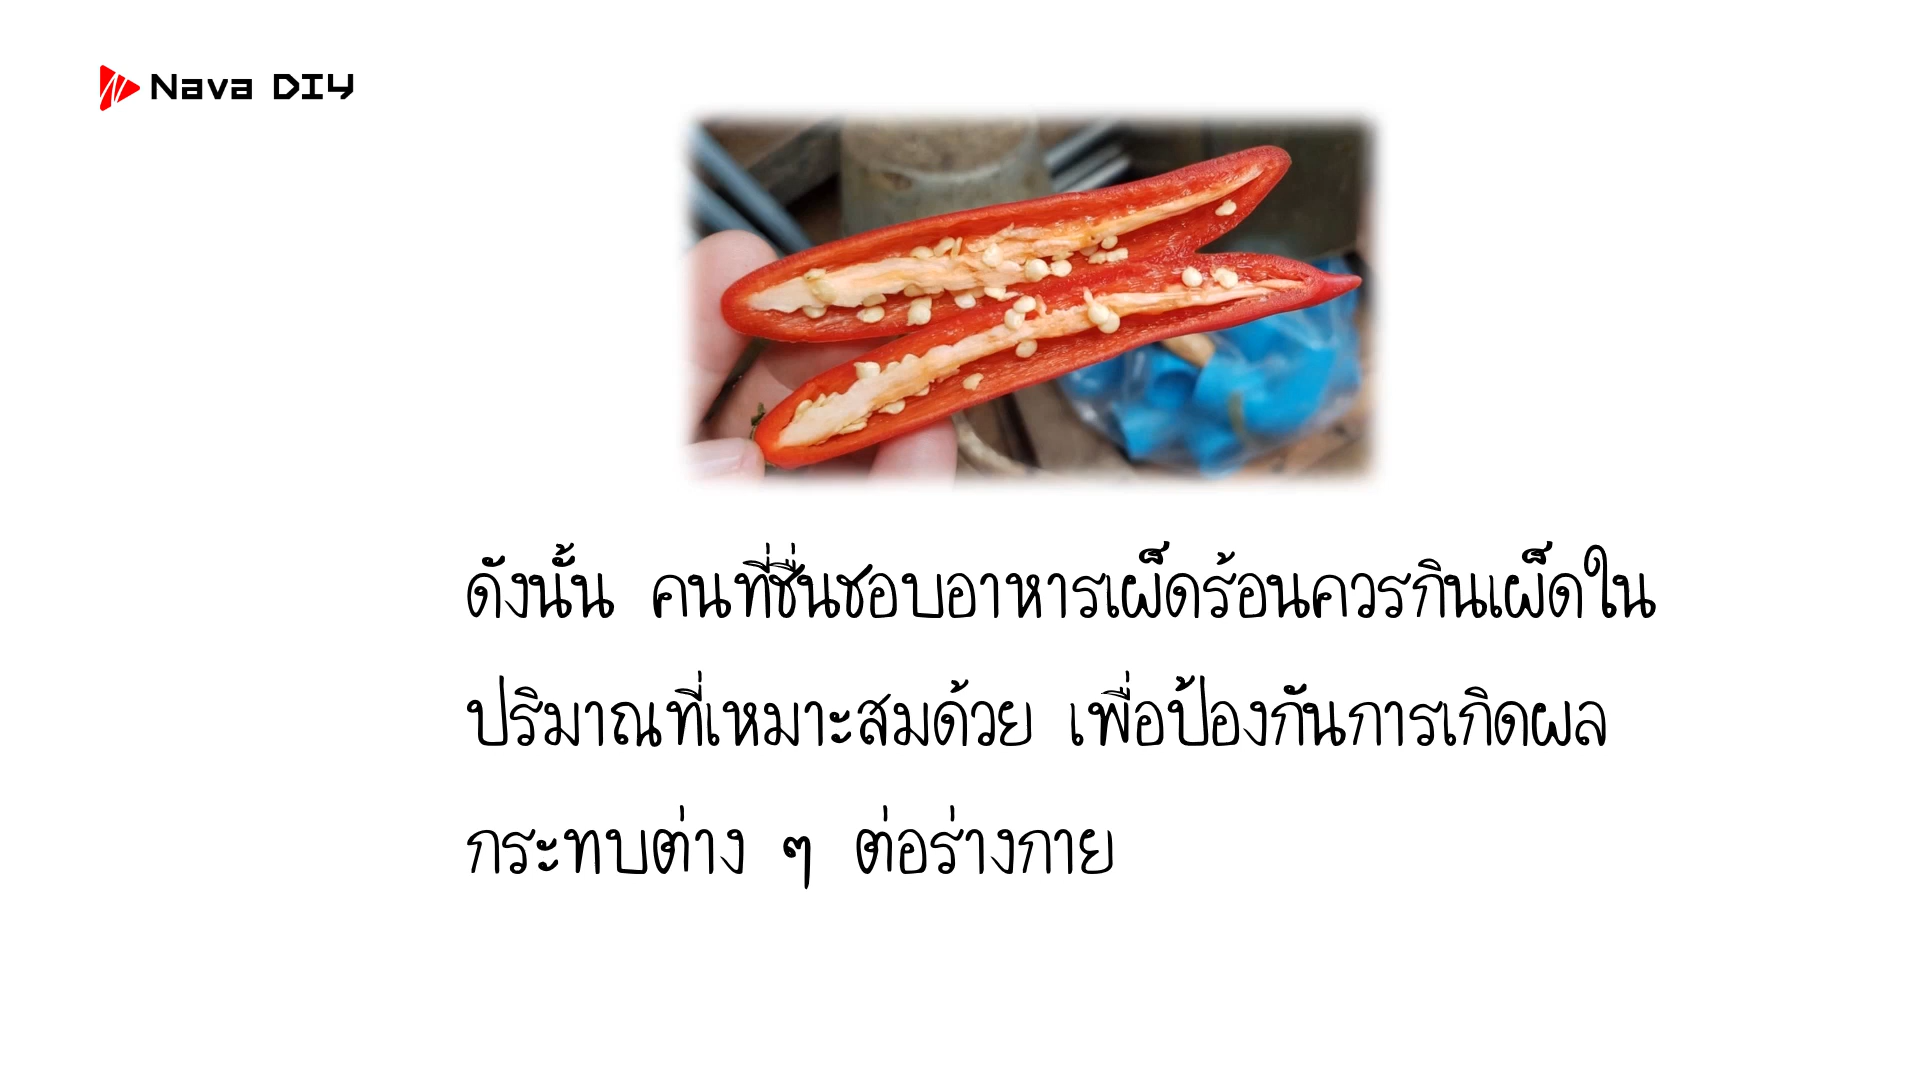 Nava DIY
ดังนั้น คนที่ชื่นชอบอาหารเผ็ดร้อนควรกินเผ็ดใน
ปริมาณที่เหมาะสมด้วย เพื่อป้องกันการเกิดผล
กระทบต่าง ๆ ต่อร่างกาย